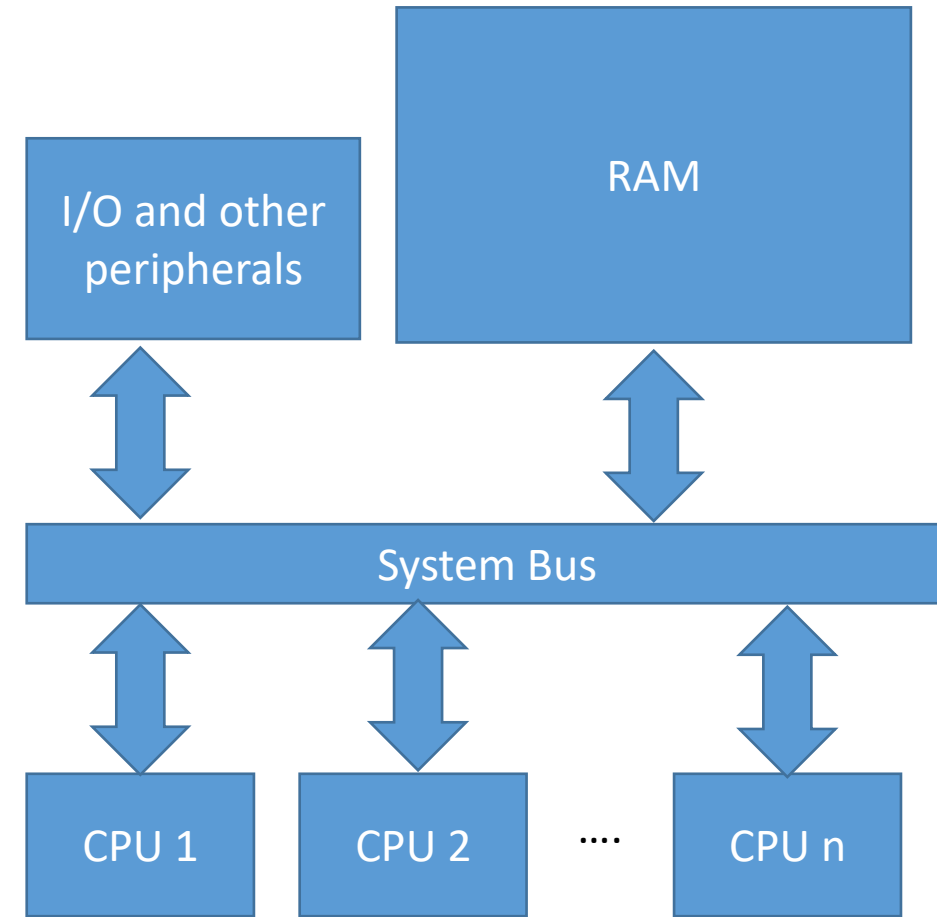 RAM
I/O and other
peripherals
System Bus
CPU 1
CPU 2
....
CPU n